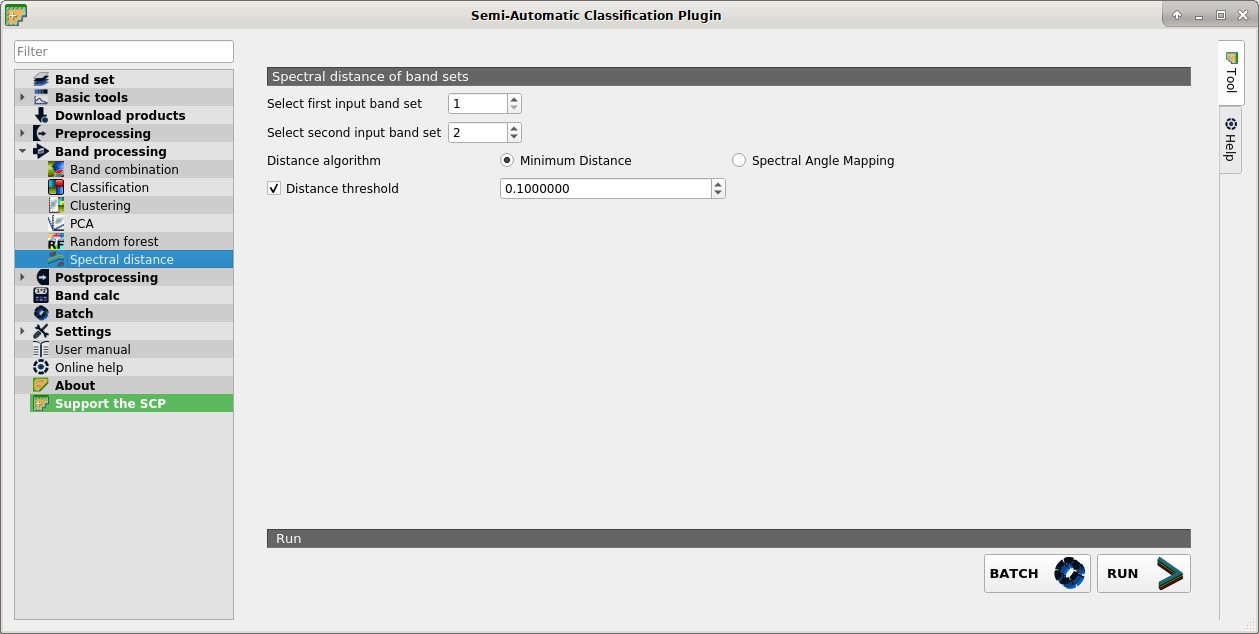 Semi-Automatic Classification Plugin
Filter
Band set
Basic tools
Download products
Preprocessing
Band processing
Band combination
Classification
Clustering
PCA
RF Random forest
Spectral distance
Postprocessing
Band calc
Batch
Settings
User manual
Online help
About
Support the SCP
Spectral distance of band sets
Select first input band set 1
Select second input band set 2
Distance algorithm Minimum Distance Spectral Angle Mapping
Distance threshold 0.1000000
Run
BATCH RUN
Tool
Help